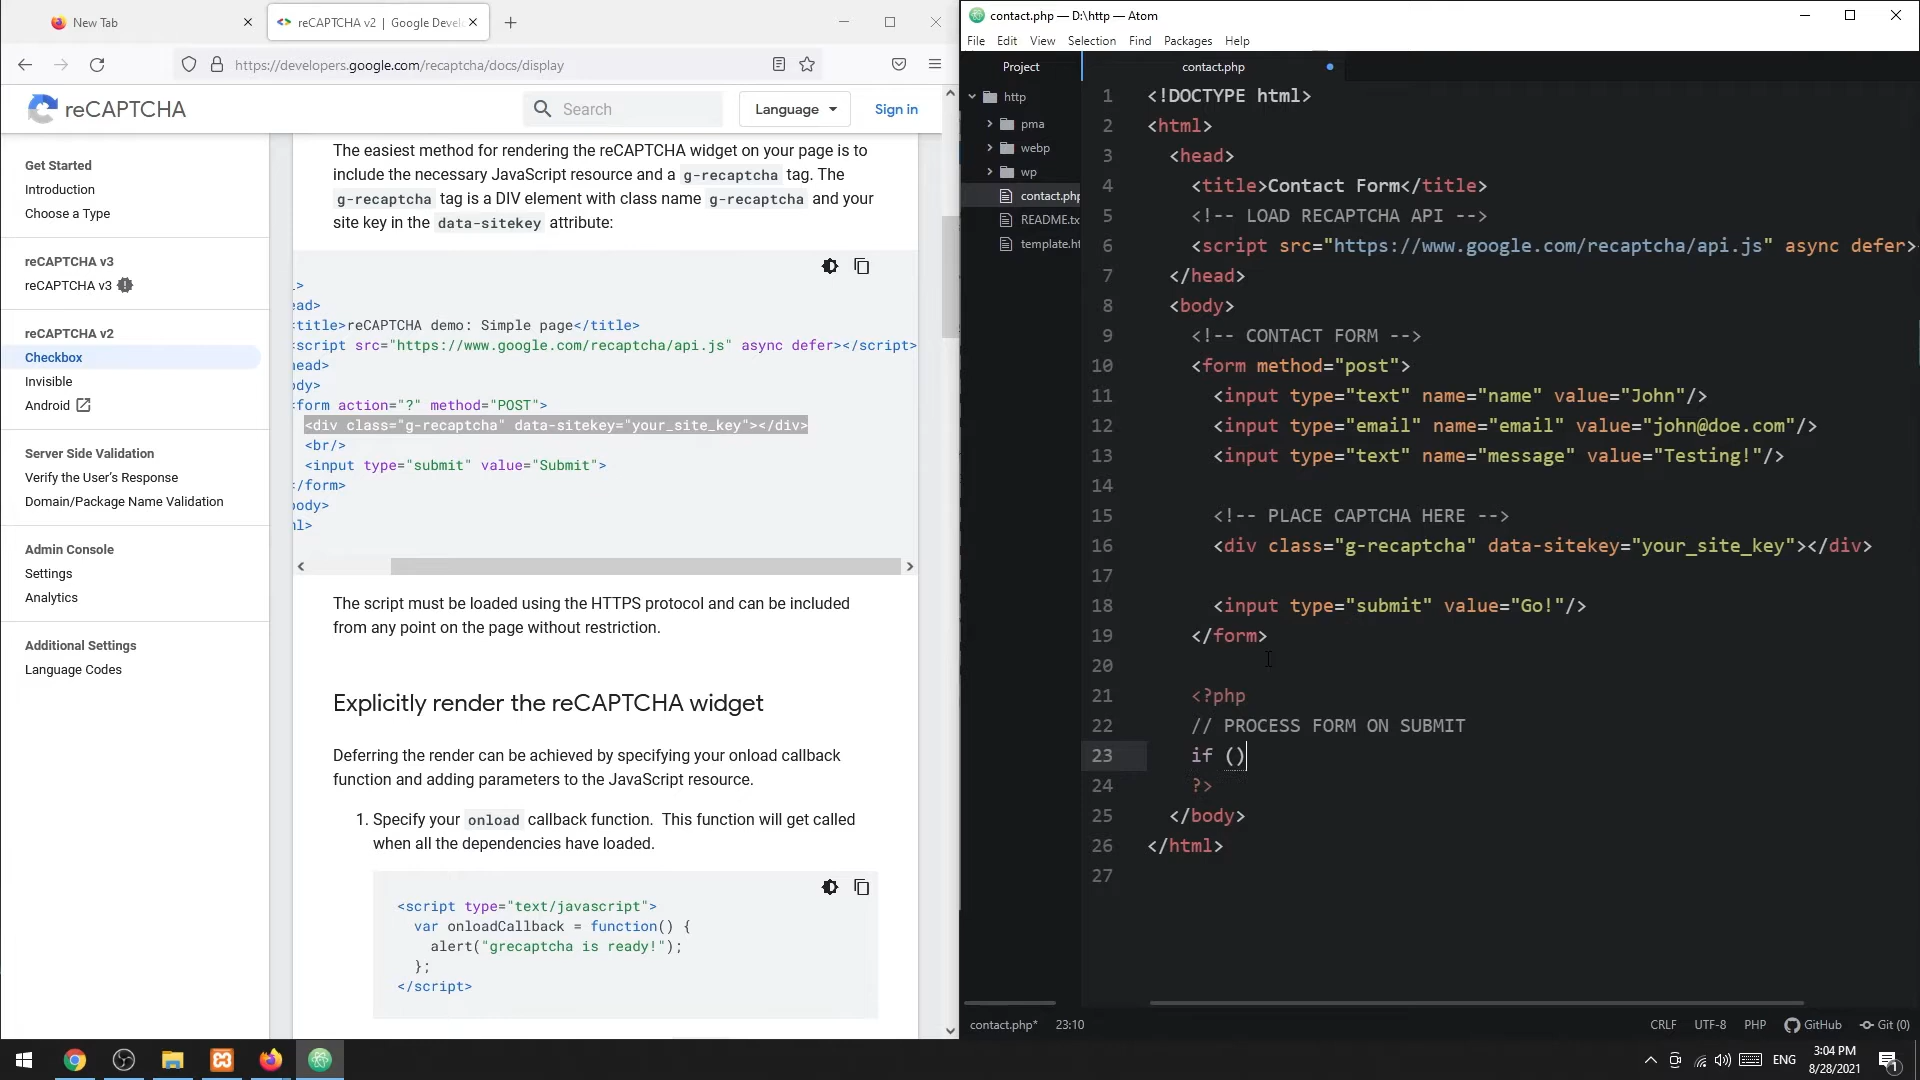 New Tab
reCAPTCHA v2 | Google Devel
https://developers.google.com/recaptcha/docs/display
reCAPTCHA
Search
Language
Sign in
Get Started
Introduction
Choose a Type
reCAPTCHA v3
reCAPTCHA v3
reCAPTCHA v2
Checkbox
Invisible
Android
Server Side Validation
Verify the User's Response
Domain/Package Name Validation
Admin Console
Settings
Analytics
Additional Settings
Language Codes
The easiest method for rendering the reCAPTCHA widget on your page is to
include the necessary JavaScript resource and a g-recaptcha tag. The
g-recaptcha tag is a DIV element with class name g-recaptcha and your
site key in the data-sitekey attribute:
l>
ead>
<title>reCAPTCHA demo: Simple page</title>
<script src="https://www.google.com/recaptcha/api.js" async defer></script>
head>
ody>
<form action="?" method="POST">
<div class="g-recaptcha" data-sitekey="your_site_key"></div>
<br/>
<input type="submit" value="Submit">
</form>
body>
ml>
The script must be loaded using the HTTPS protocol and can be included
from any point on the page without restriction.
Explicitly render the reCAPTCHA widget
Deferring the render can be achieved by specifying your onload callback
function and adding parameters to the JavaScript resource.
1. Specify your onload callback function. This function will get called
when all the dependencies have loaded.
<script type="text/javascript">
var onloadCallback = function() {
alert("grecaptcha is ready!");
};
</script>
contact.php — D:\http — Atom
File Edit View Selection Find Packages Help
Project
http
pma
webp
wp
contact.php
README.tx
template.ht
contact.php
1 <!DOCTYPE html>
2 <html>
3 <head>
4 <title>Contact Form</title>
5 <!-- LOAD RECAPTCHA API -->
6 <script src="https://www.google.com/recaptcha/api.js" async defer>
7 </head>
8 <body>
9 <!-- CONTACT FORM -->
10 <form method="post">
11 <input type="text" name="name" value="John"/>
12 <input type="email" name="email" value="john@doe.com"/>
13 <input type="text" name="message" value="Testing!"/>
14
15 <!-- PLACE CAPTCHA HERE -->
16 <div class="g-recaptcha" data-sitekey="your_site_key"></div>
17
18 <input type="submit" value="Go!"/>
19 </form>
20
21 <?php
22 // PROCESS FORM ON SUBMIT
23 if ()
24 ?>
25 </body>
26 </html>
27
contact.php* 23:10
CRLF UTF-8 PHP GitHub Git (0)
ENG
3:04 PM
8/28/2021
1